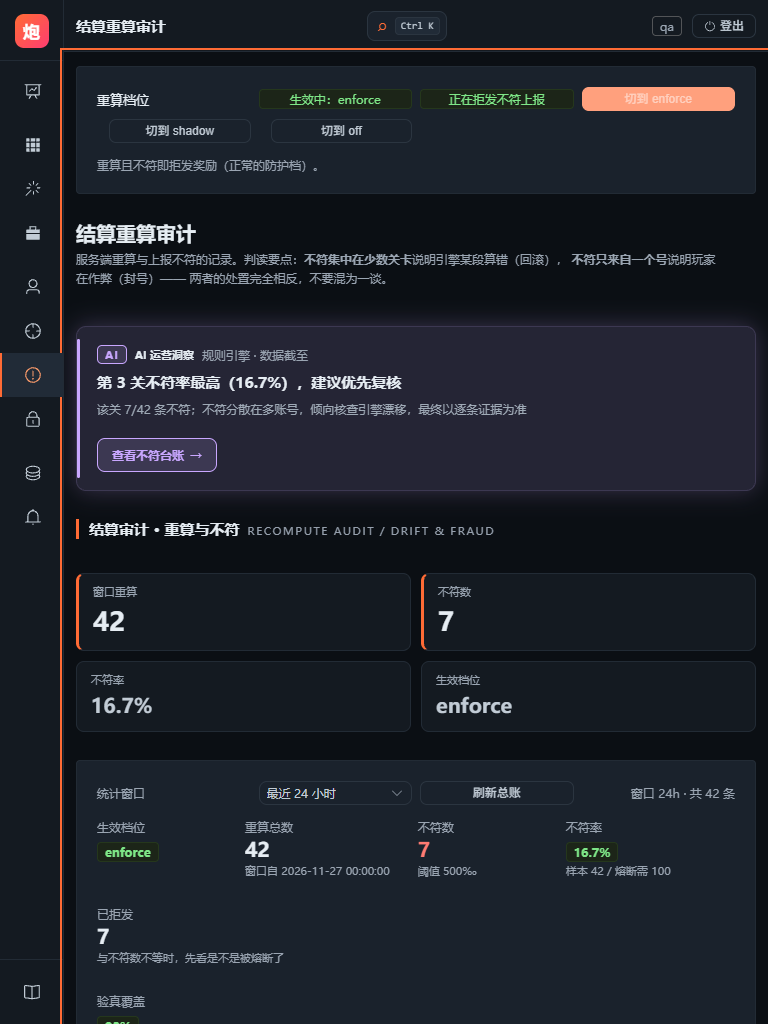 炮
结算重算审计
Ctrl K
qa
登出
重算档位
生效中：enforce
正在拒发不符上报
切到 enforce
切到 shadow
切到 off
重算且不符即拒发奖励（正常的防护档）。
结算重算审计
服务端重算与上报不符的记录。判读要点：不符集中在少数关卡说明引擎某段算错（回滚）， 不符只来自一个号说明玩家
在作弊（封号）—— 两者的处置完全相反，不要混为一谈。
AI
AI 运营洞察 规则引擎 · 数据截至
第 3 关不符率最高（16.7%），建议优先复核
该关 7/42 条不符；不符分散在多账号，倾向核查引擎漂移，最终以逐条证据为准
查看不符台账 →
结算审计 • 重算与不符 RECOMPUTE AUDIT / DRIFT & FRAUD
窗口重算
42
不符数
7
不符率
16.7%
生效档位
enforce
统计窗口
最近 24 小时
刷新总账
窗口 24h · 共 42 条
生效档位
enforce
重算总数
42
窗口自 2026-11-27 00:00:00
不符数
7
阈值 500‰
不符率
16.7%
样本 42 / 熔断需 100
已拒发
7
与不符数不等时，先看是不是被熔断了
验真覆盖